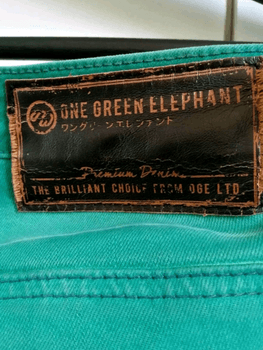 ONE GREEN ELEPHANT
ワングリーンエレファント
Premium Denim
THE BRILLIANT CHOICE FROM OGE LTD.